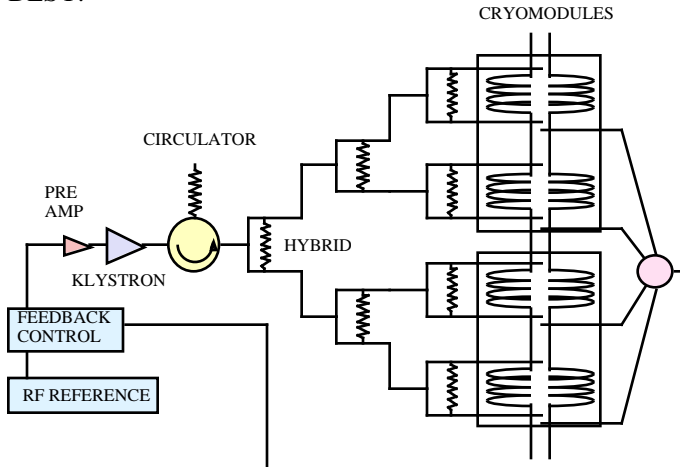 CRYOMODULES
CIRCULATOR
PRE
AMP
HYBRID
KLYSTRON
FEEDBACK
CONTROL
RF REFERENCE